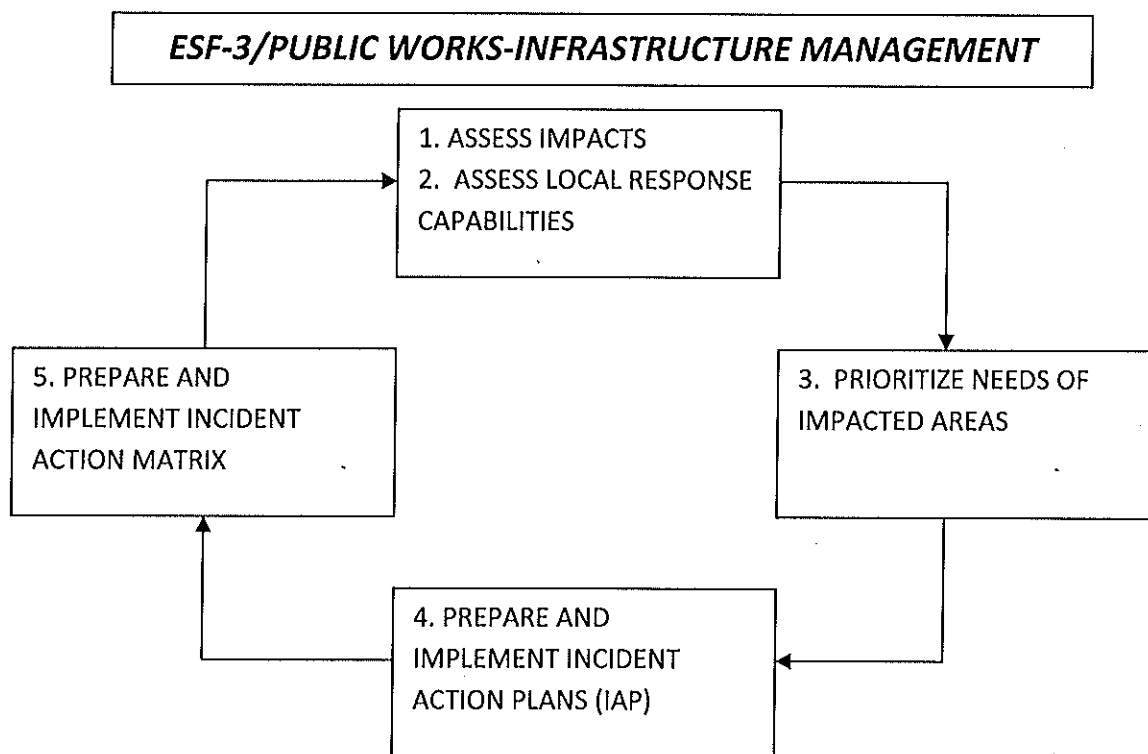 ESF-3/PUBLIC WORKS-INFRASTRUCTURE MANAGEMENT
1. ASSESS IMPACTS
2. ASSESS LOCAL RESPONSE
CAPABILITIES
3. PRIORITIZE NEEDS OF
IMPACTED AREAS
4. PREPARE AND
IMPLEMENT INCIDENT
ACTION PLANS (IAP)
5. PREPARE AND
IMPLEMENT INCIDENT
ACTION MATRIX